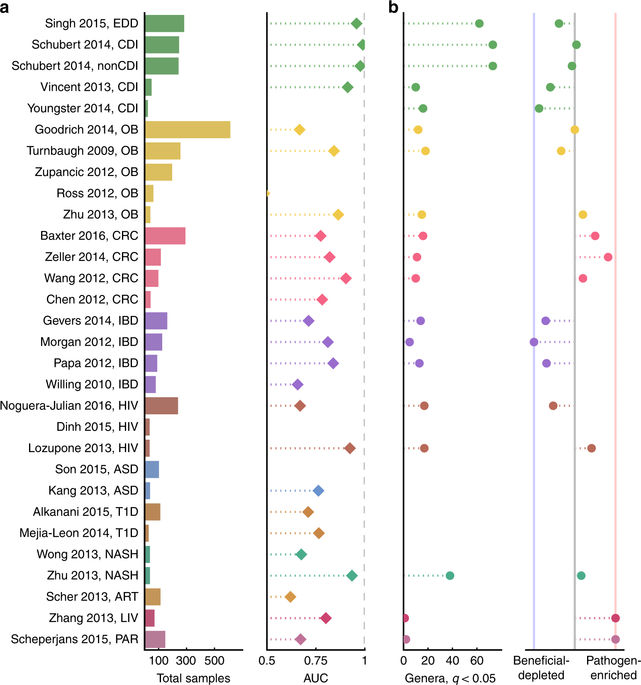 a
b
Singh 2015, EDD
Schubert 2014, CDI
Schubert 2014, nonCDI
Vincent 2013, CDI
Youngster 2014, CDI
Goodrich 2014, OB
Turnbaugh 2009, OB
Zupancic 2012, OB
Ross 2012, OB
Zhu 2013, OB
Baxter 2016, CRC
Zeller 2014, CRC
Wang 2012, CRC
Chen 2012, CRC
Gevers 2014, IBD
Morgan 2012, IBD
Papa 2012, IBD
Willing 2010, IBD
Noguera-Julian 2016, HIV
Dinh 2015, HIV
Lozupone 2013, HIV
Son 2015, ASD
Kang 2013, ASD
Alkanani 2015, T1D
Mejia-Leon 2014, T1D
Wong 2013, NASH
Zhu 2013, NASH
Scher 2013, ART
Zhang 2013, LIV
Scheperjans 2015, PAR
100 300 500
Total samples
0.5 0.75 1
AUC
0 20 40 60 80
Genera, q < 0.05
Beneficial-
depleted
Pathogen-
enriched